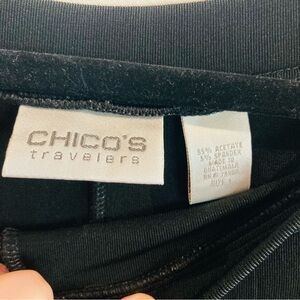 CHICO'S
travelers
95% ACETATE
5% SPANDEX
MADE IN
GUATEMALA